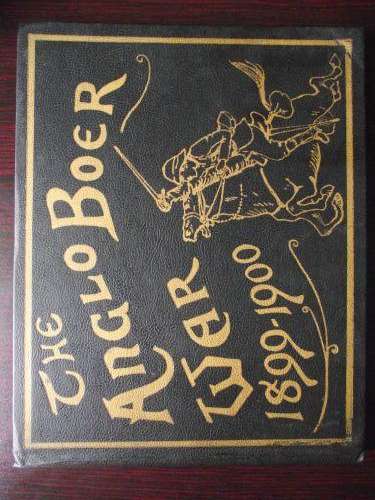 THE
ANGLO BOER
WAR
1899-1900